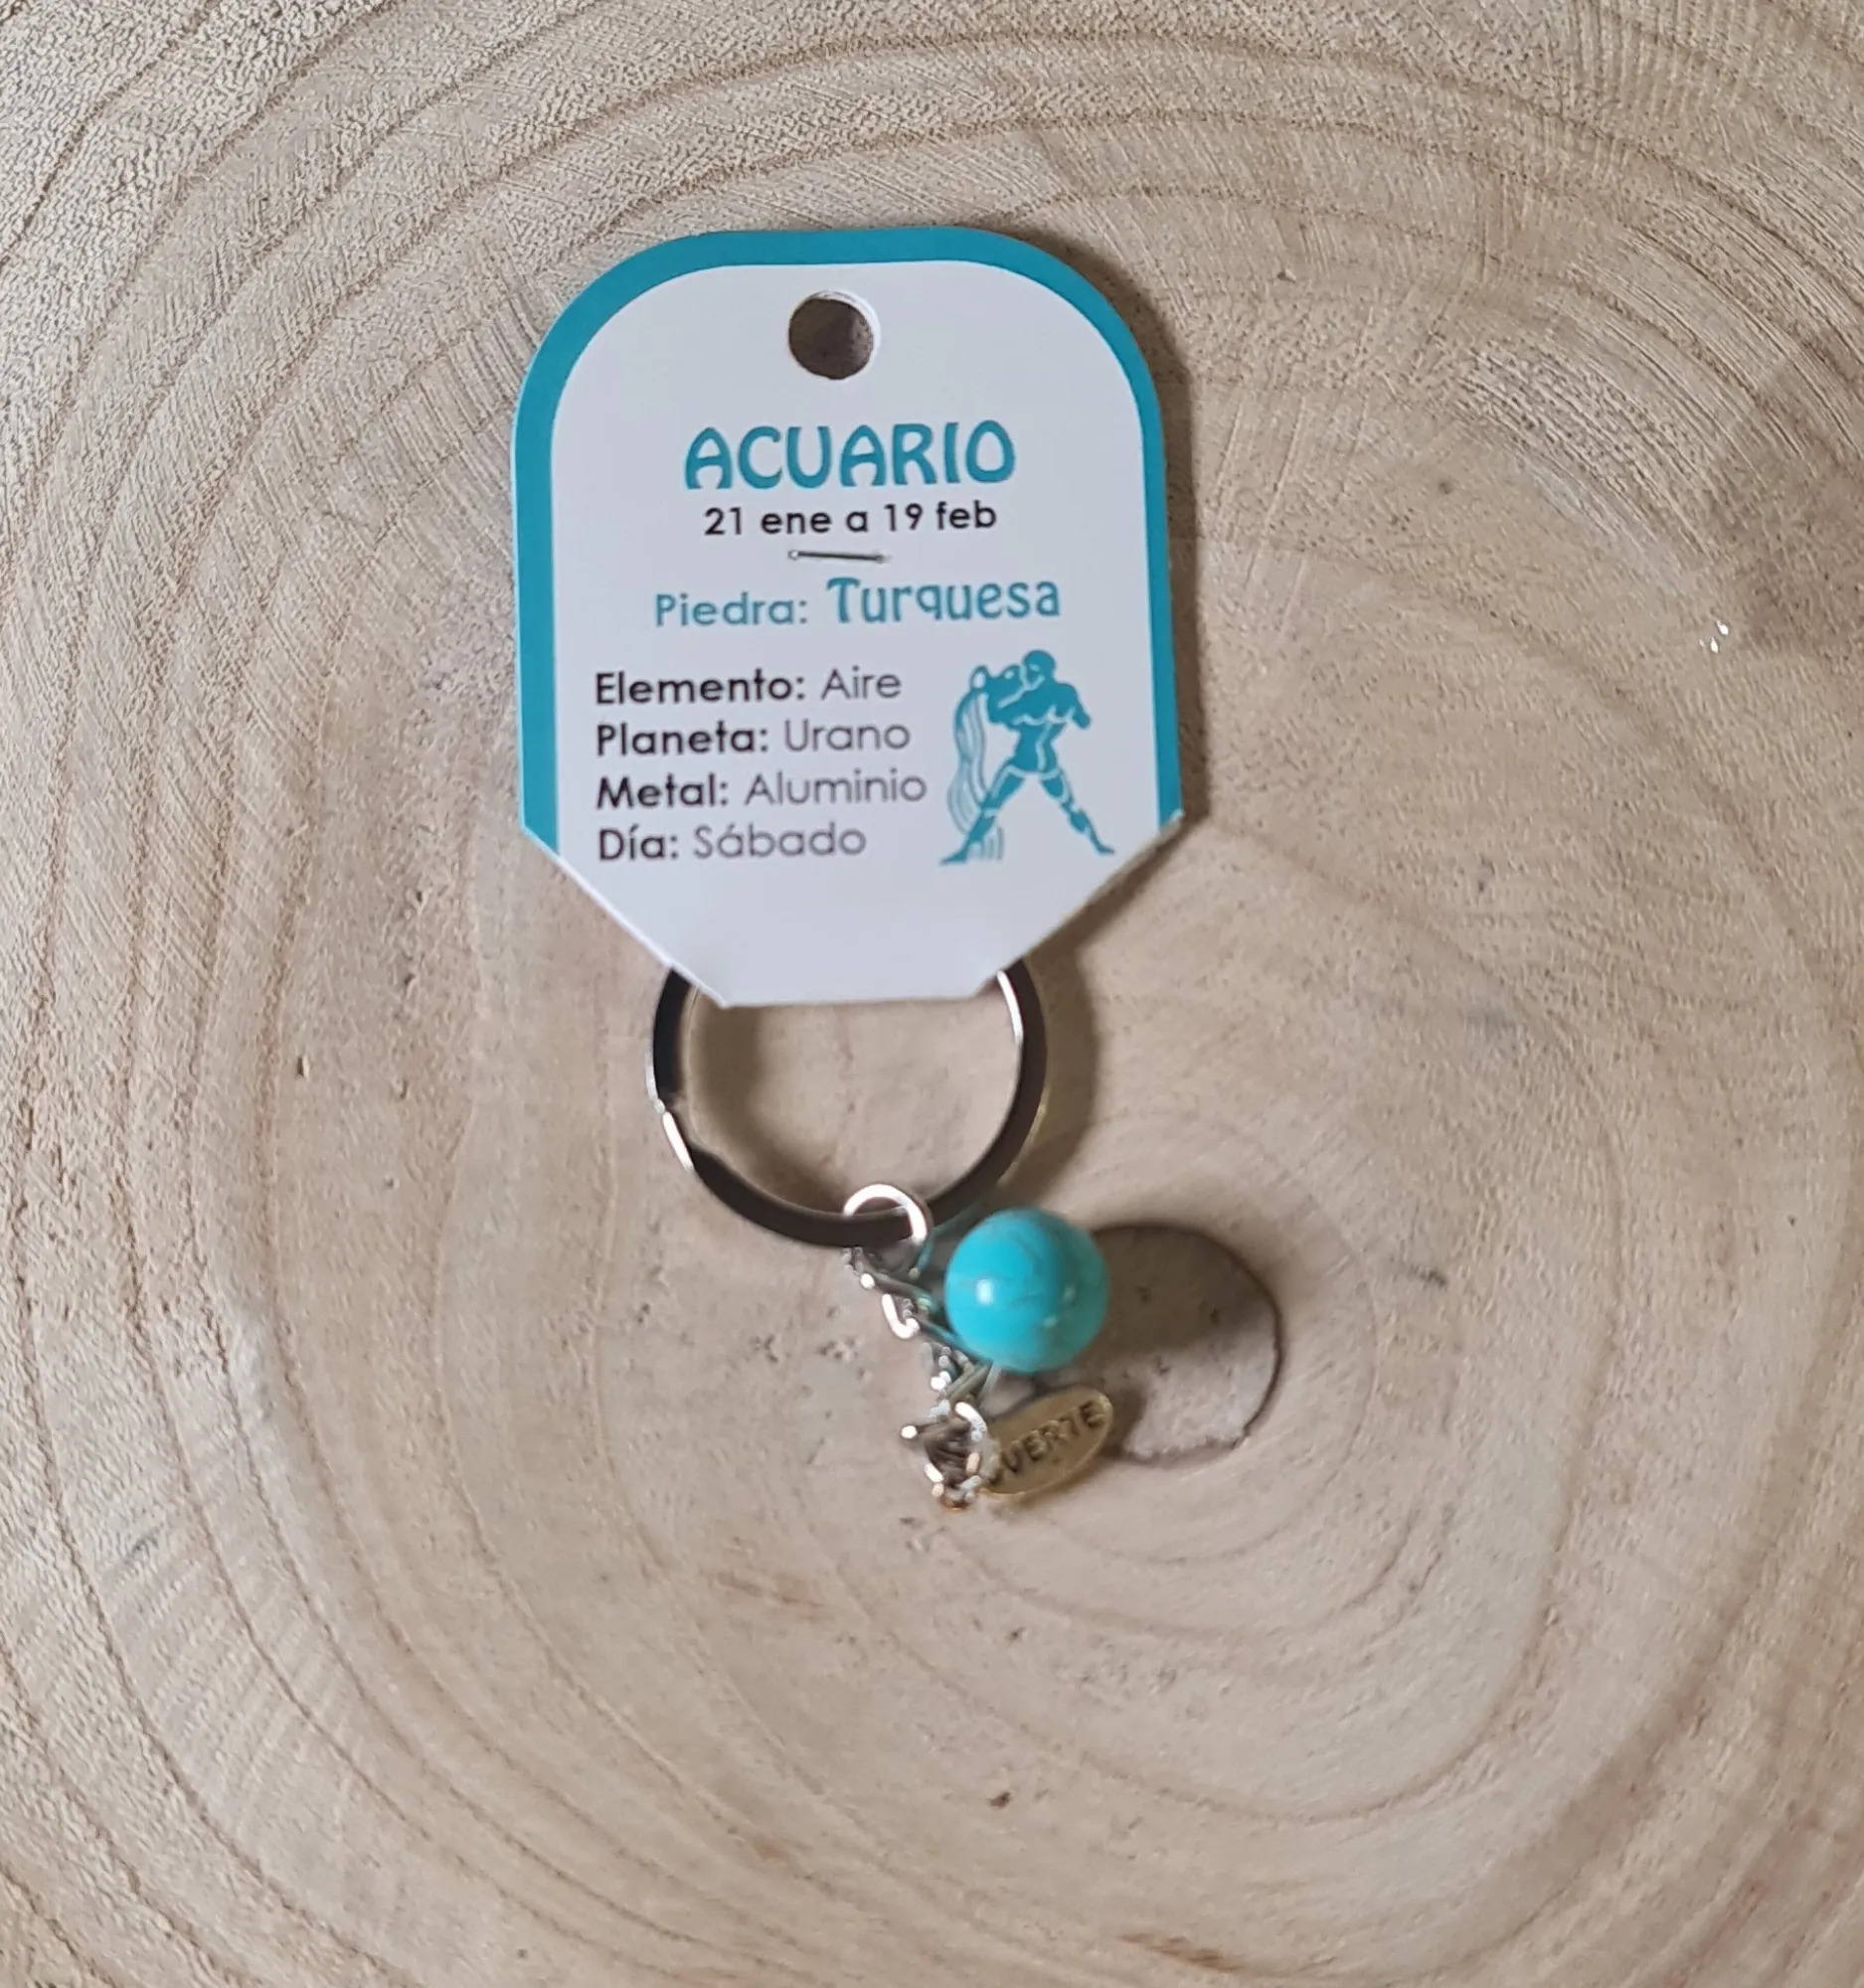 ACUARIO
21 ene a 19 feb
Piedra: Turquesa
Elemento: Aire
Planeta: Urano
Metal: Aluminio
Día: Sábado